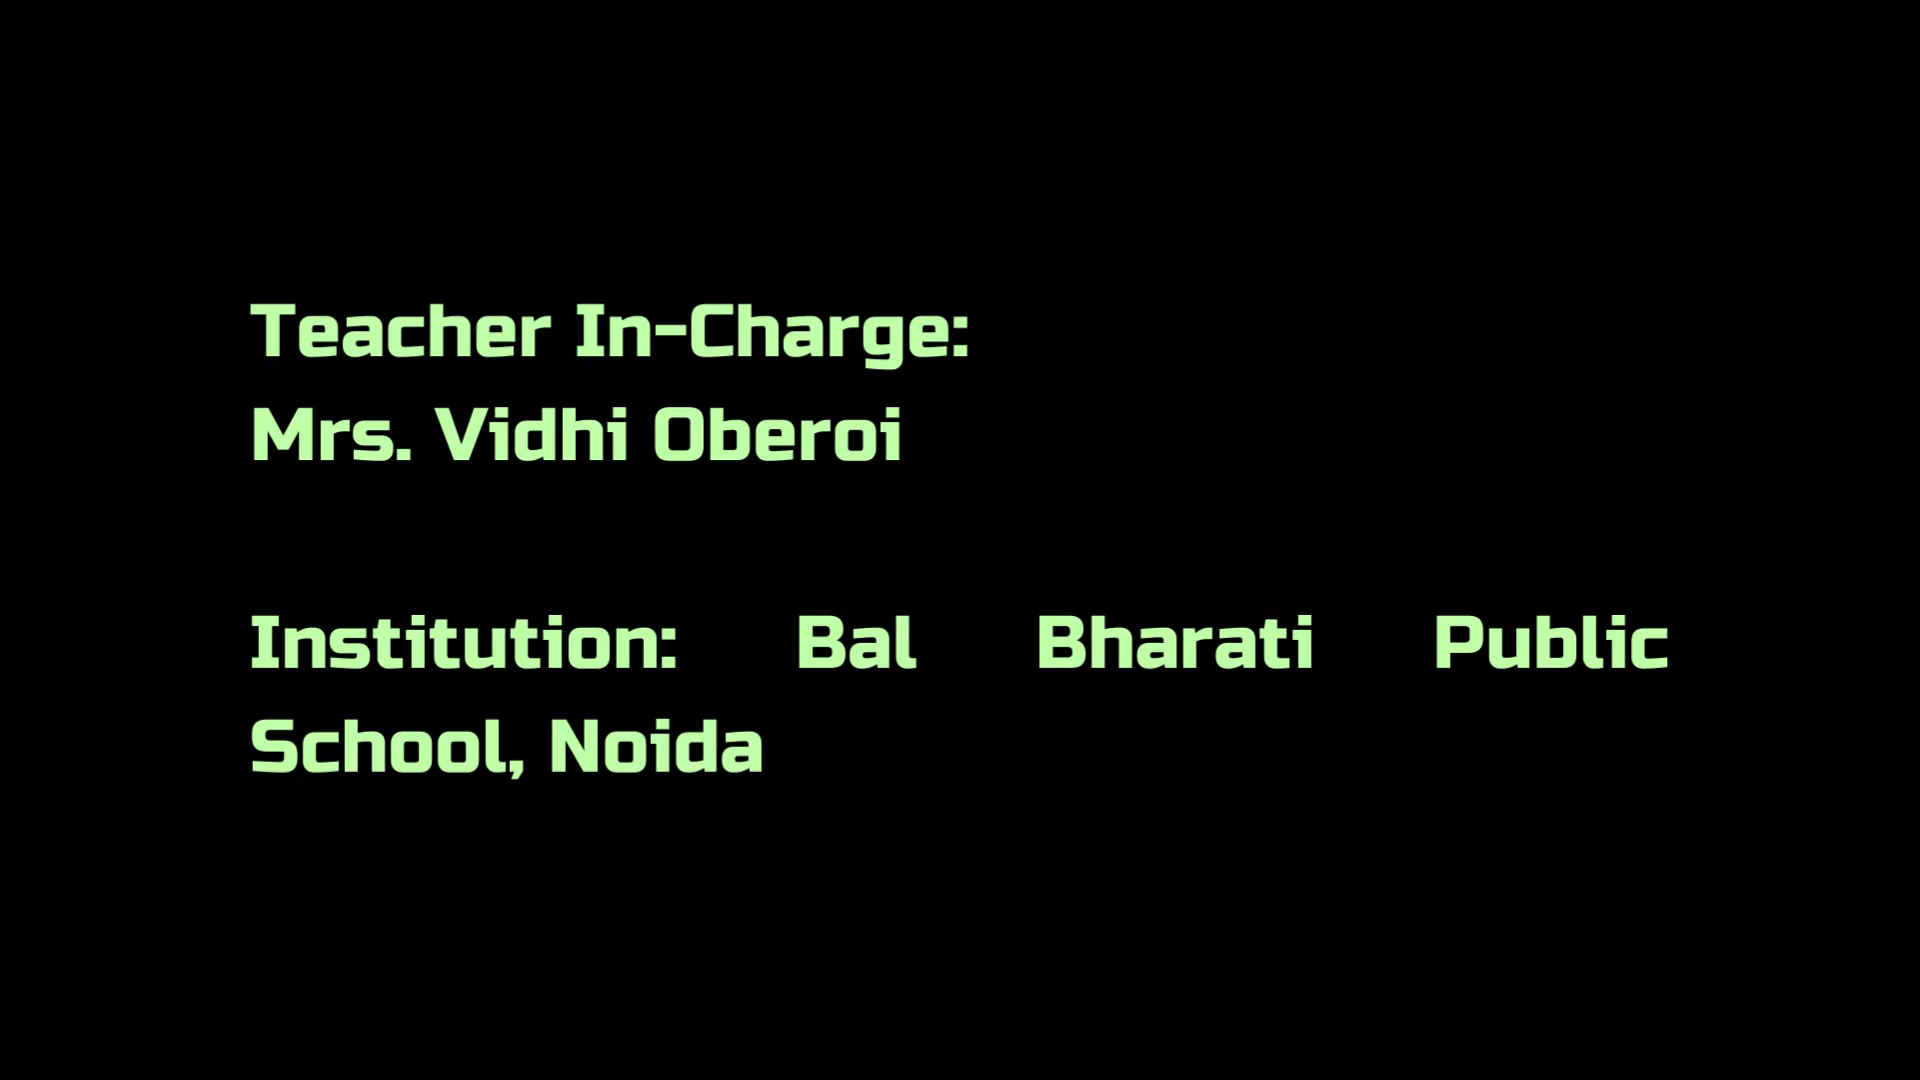 Teacher In-Charge:
Mrs. Vidhi Oberoi
Institution: Bal Bharati Public
School, Noida